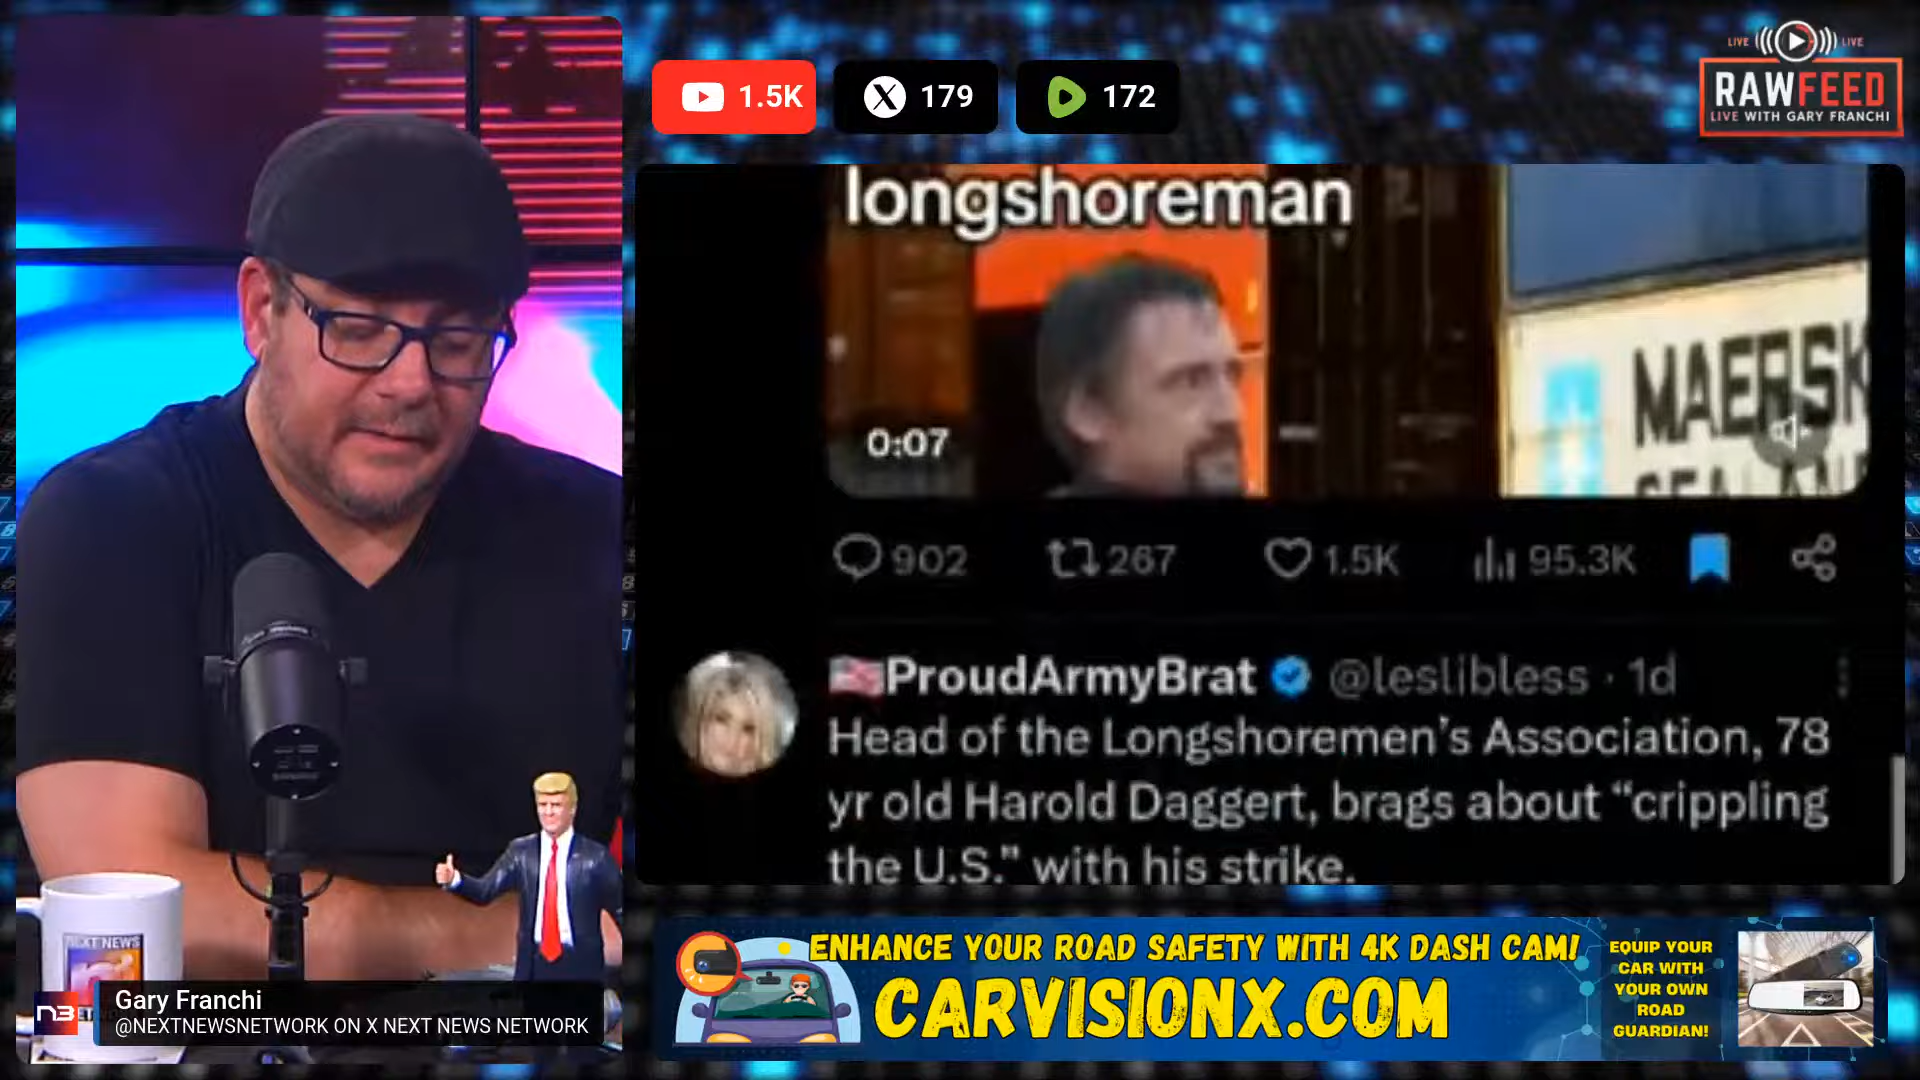 1.5K
179
172
LIVE
LIVE
RAWFEED
LIVE WITH GARY FRANCHI
longshoreman
MAERSK
0:07
902
267
1.5K
95.3K
ProudArmyBrat @leslibless · 1d
Head of the Longshoremen's Association, 78
yr old Harold Daggert, brags about “crippling
the U.S.” with his strike.
NEXT NEWS
Gary Franchi
@NEXTNEWSNETWORK ON X NEXT NEWS NETWORK
ENHANCE YOUR ROAD SAFETY WITH 4K DASH CAM!
CARVISIONX.COM
EQUIP YOUR
CAR WITH
YOUR OWN
ROAD
GUARDIAN!